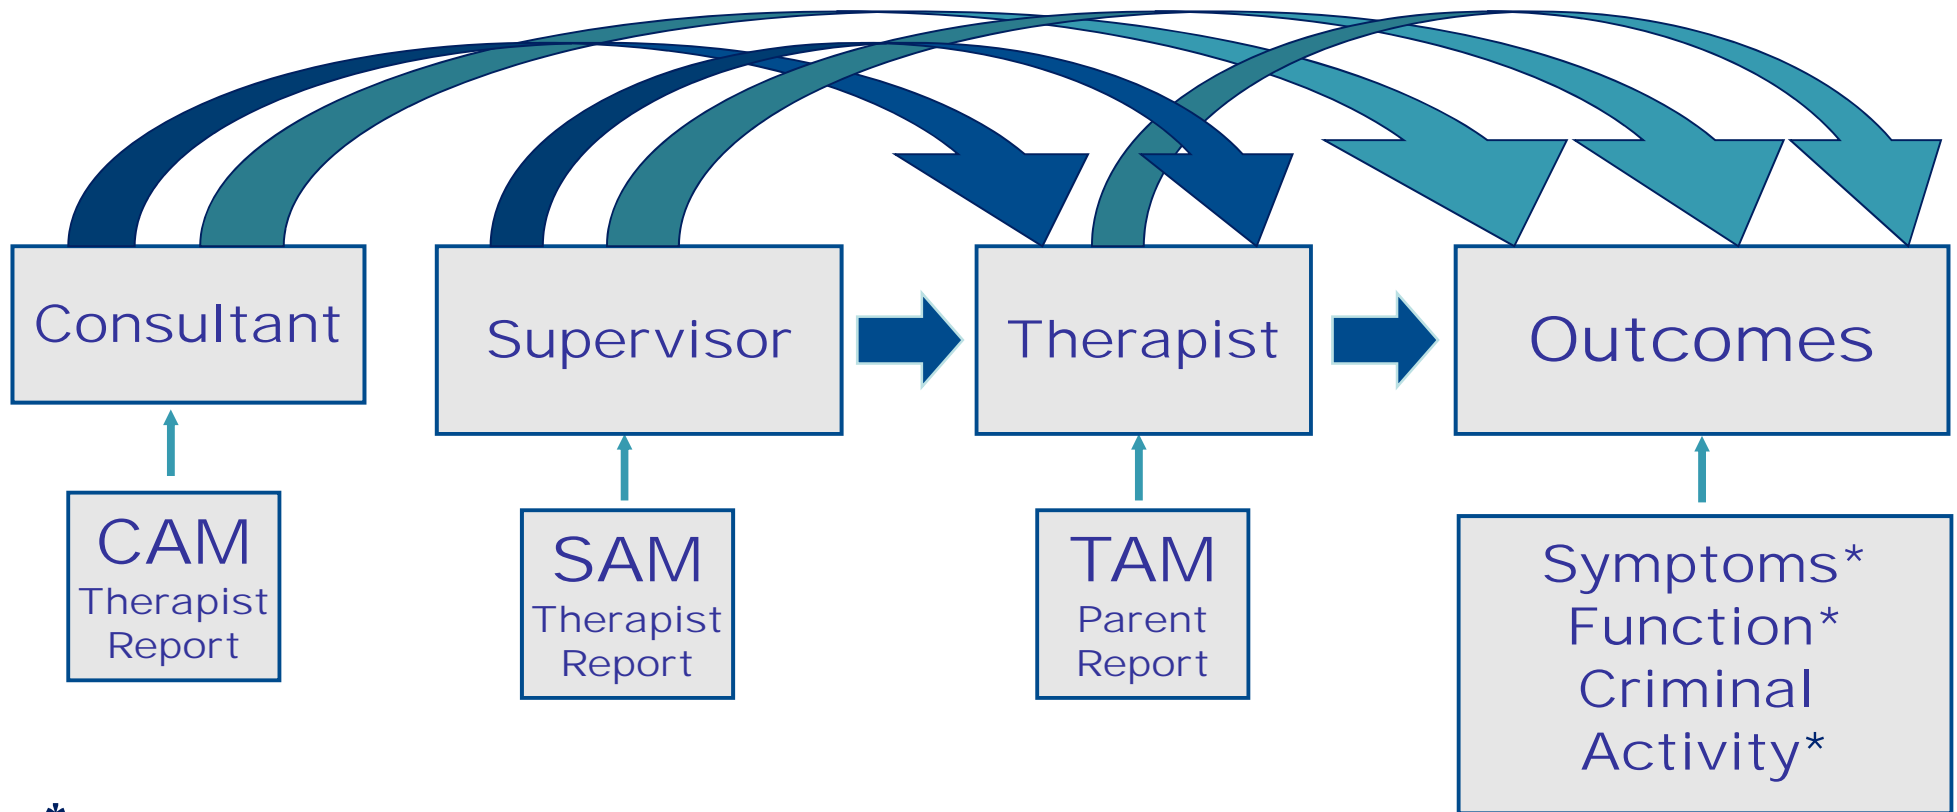 Consultant
Supervisor
Therapist
Outcomes
CAM
Therapist
Report
SAM
Therapist
Report
TAM
Parent
Report
Symptoms*
Function*
Criminal
Activity*
*